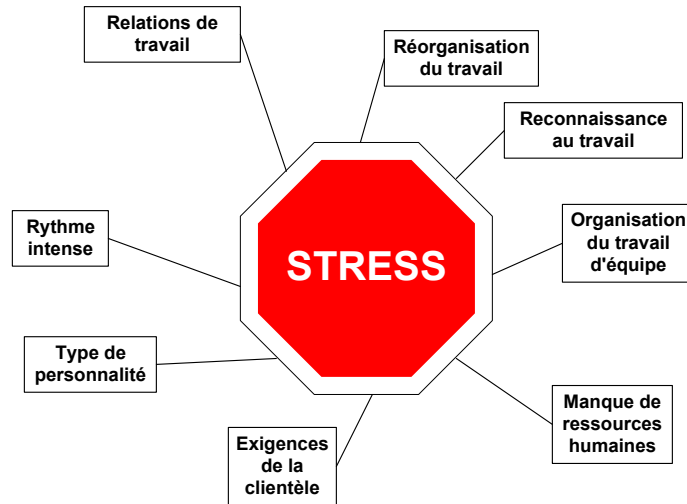 Relations de
travail
Réorganisation
du travail
Reconnaissance
au travail
Rythme
intense
STRESS
Organisation
du travail
d'équipe
Type de
personnalité
Manque de
ressources
humaines
Exigences
de la
clientèle